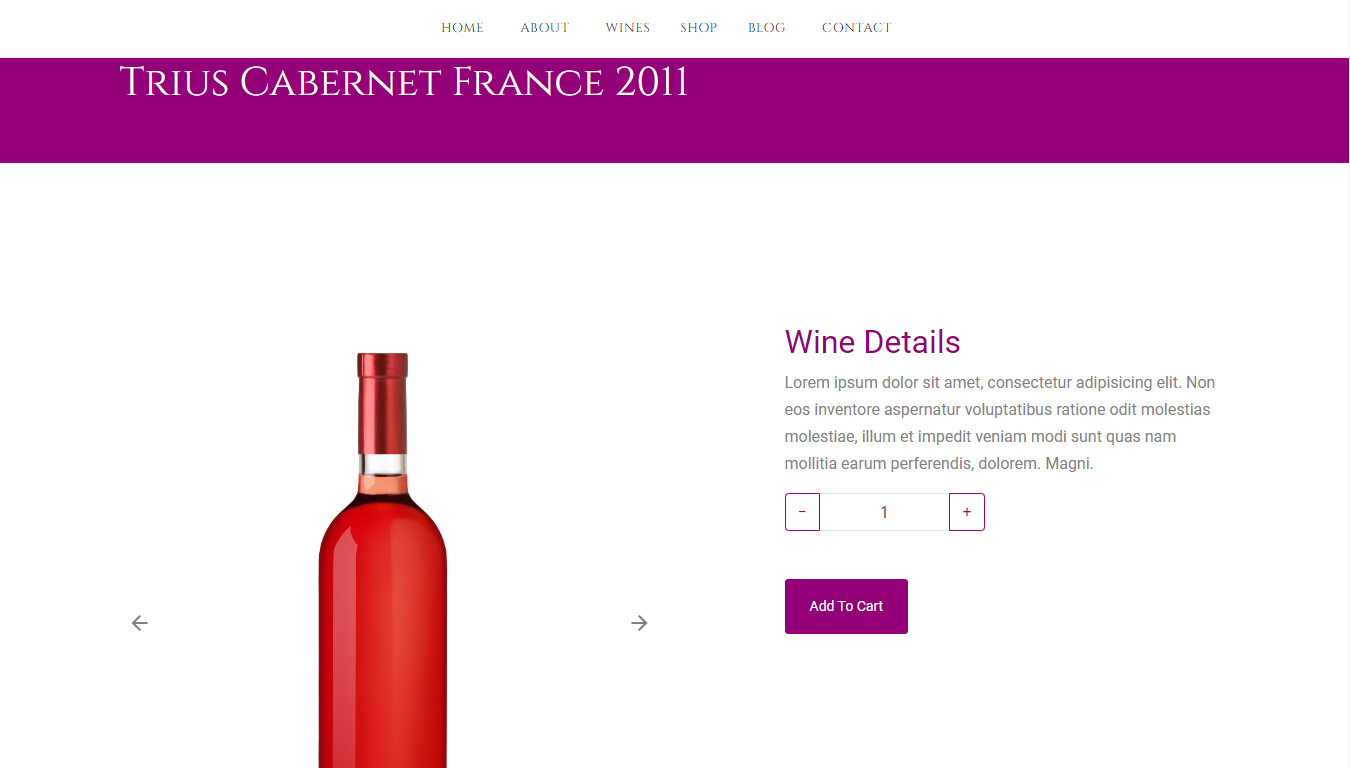 HOME ABOUT WINES SHOP BLOG CONTACT
Trius Cabernet France 2011
Wine Details
Lorem ipsum dolor sit amet, consectetur adipisicing elit. Non
eos inventore aspernatur voluptatibus ratione odit molestias
molestiae, illum et impedit veniam modi sunt quas nam
mollitia earum perferendis, dolorem. Magni.
− 1 +
Add To Cart